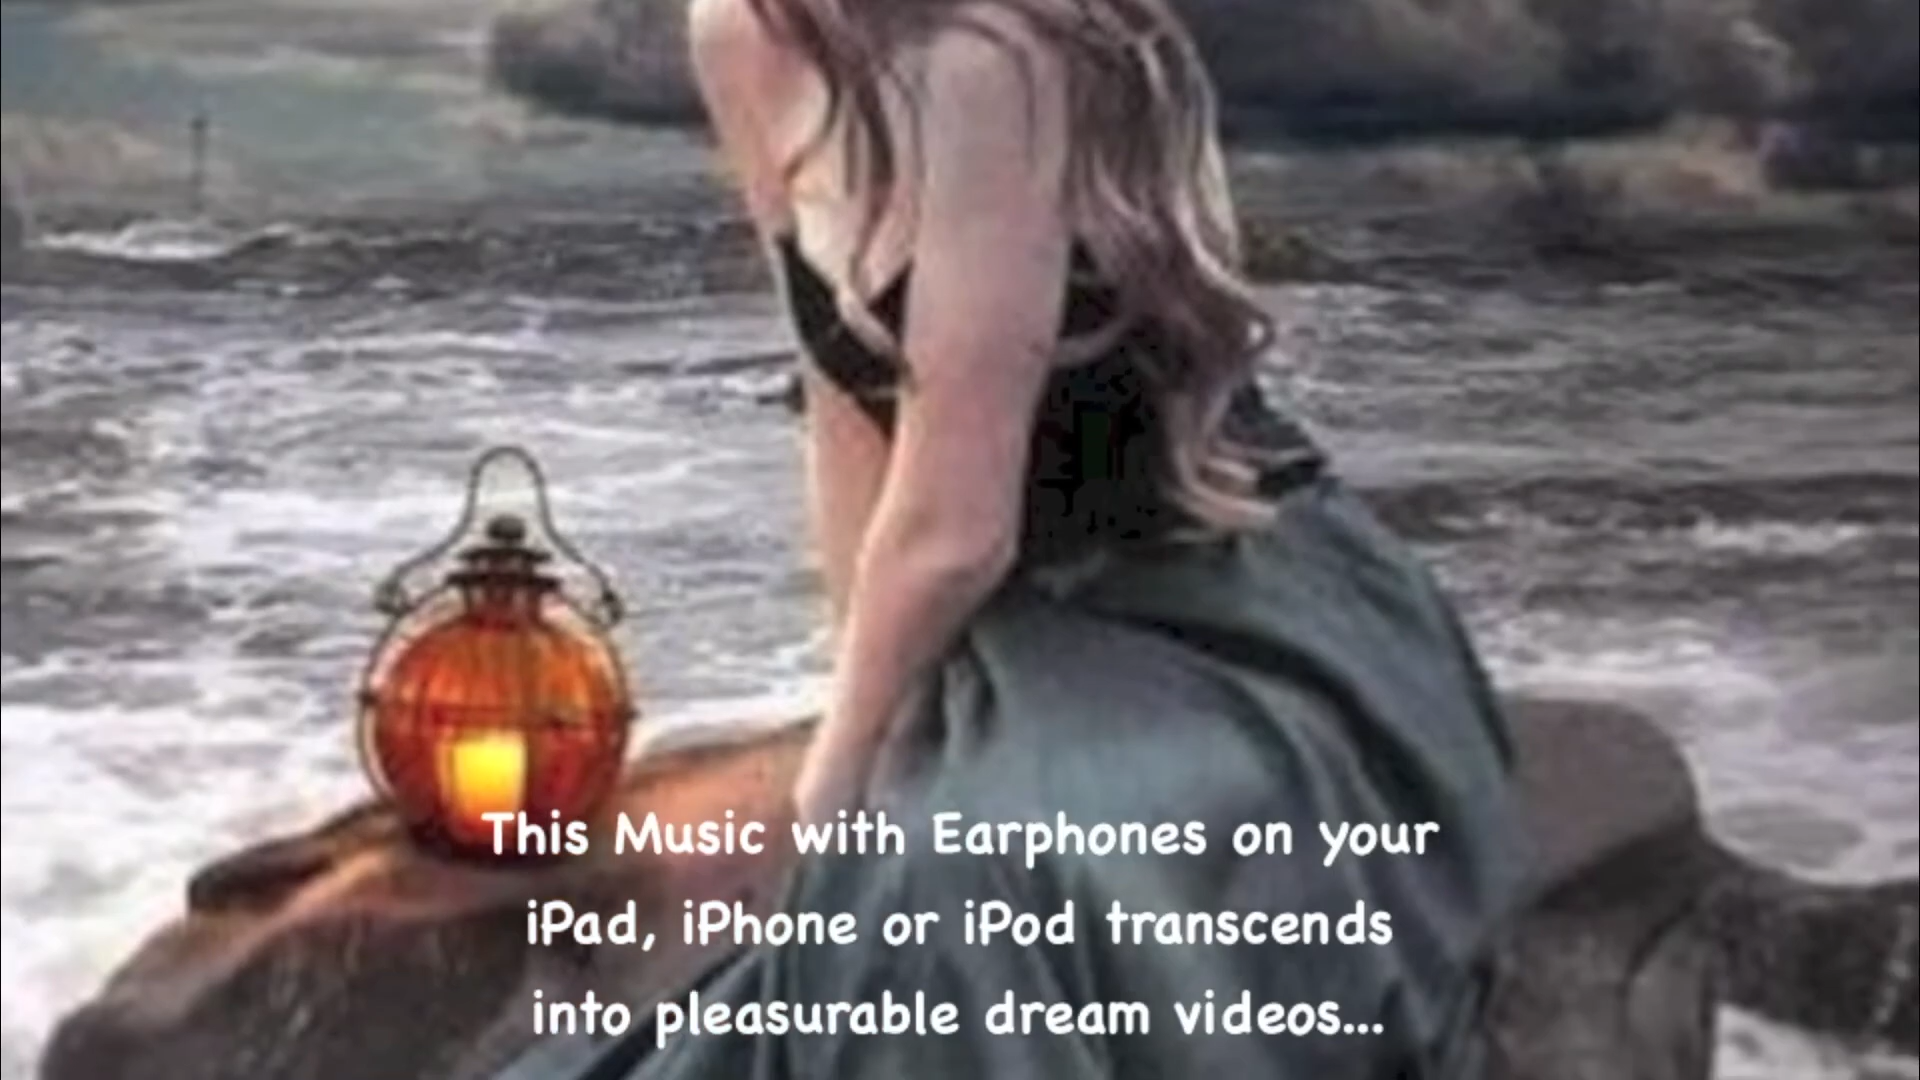 This Music with Earphones on your
iPad, iPhone or iPod transcends
into pleasurable dream videos...